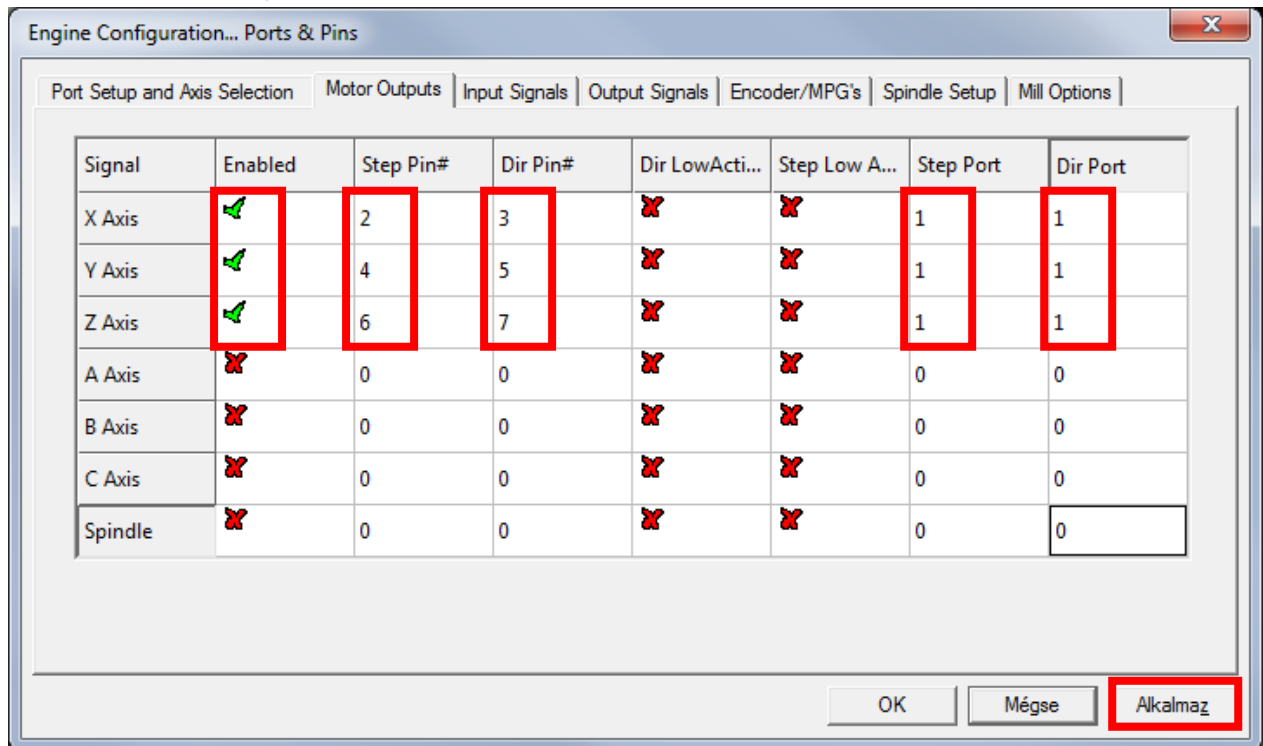 Engine Configuration... Ports & Pins
Port Setup and Axis Selection Motor Outputs Input Signals Output Signals Encoder/MPG's Spindle Setup Mill Options
Signal Enabled Step Pin# Dir Pin# Dir LowActi... Step Low A... Step Port Dir Port
X Axis 2 3 1 1
Y Axis 4 5 1 1
Z Axis 6 7 1 1
A Axis 0 0 0 0
B Axis 0 0 0 0
C Axis 0 0 0 0
Spindle 0 0 0 0
OK Mégse Alkalmaz